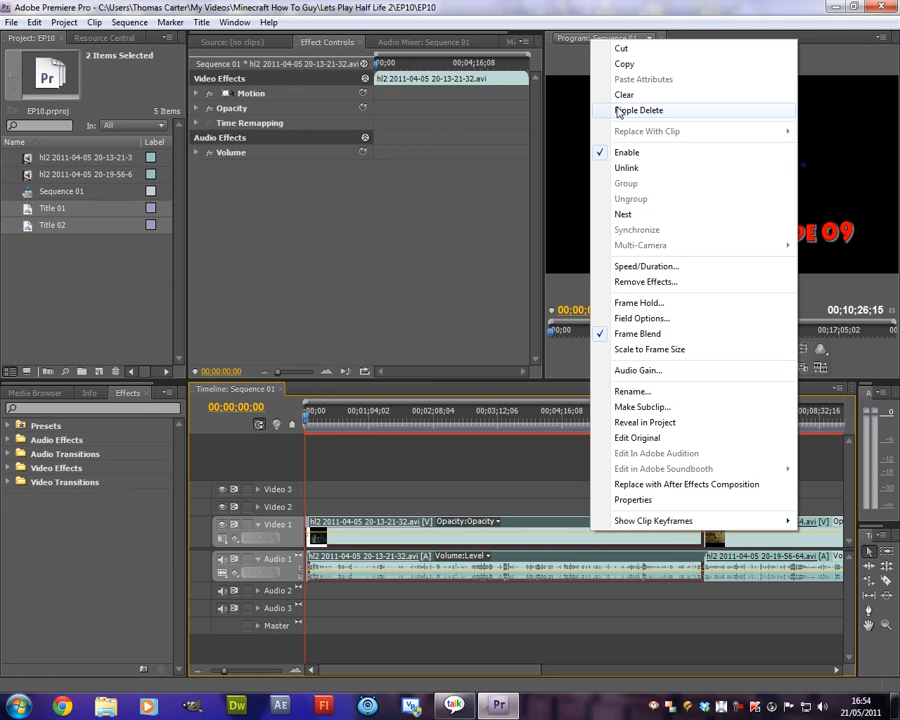 Adobe Premiere Pro - C:\Users\Thomas Carter\My Videos\Minecraft How To Guy\Lets Play Half Life 2\EP10\EP10
File Edit Project Clip Sequence Marker Title Window Help
Project: EP10 Resource Central
2 Items Selected
EP10.prproj 5 Items
In: All
Name Label
hl2 2011-04-05 20-13-21-3
hl2 2011-04-05 20-19-56-6
Sequence 01
Title 01
Title 02
Source: (no clips) Effect Controls Audio Mixer: Sequence 01
Sequence 01 * hl2 2011-04-05 20-13-21-32.avi
;00;00 00;04;16;08
Video Effects
hl2 2011-04-05 20-13-21-32.avi
Motion
Opacity
Time Remapping
Audio Effects
Volume
00;00;00;00
Program: Sequence 01
DE 09
00;10;26;15
;00;00 00;17;05;02
Cut
Copy
Paste Attributes
Clear
Ripple Delete
Replace With Clip
Enable
Unlink
Group
Ungroup
Nest
Synchronize
Multi-Camera
Speed/Duration...
Remove Effects...
Frame Hold...
Field Options...
Frame Blend
Scale to Frame Size
Audio Gain...
Rename...
Make Subclip...
Reveal in Project
Edit Original
Edit In Adobe Audition
Edit in Adobe Soundbooth
Replace with After Effects Composition
Properties
Show Clip Keyframes
Media Browser Info Effects
Presets
Audio Effects
Audio Transitions
Video Effects
Video Transitions
Timeline: Sequence 01
00;00;00;00
;00;00 00;01;04;02 00;02;08;04 00;03;12;06 00;04;16;08 00;08;32;16
Video 3
Video 2
Video 1
hl2 2011-04-05 20-13-21-32.avi [V] Opacity:Opacity
Audio 1
hl2 2011-04-05 20-13-21-32.avi [A] Volume:Level
hl2 2011-04-05 20-19-56-64.avi [A] Vo
Audio 2
Audio 3
Master
0
-6
-12
-18
Dw Ae Fl talk Pr
16:54
21/05/2011